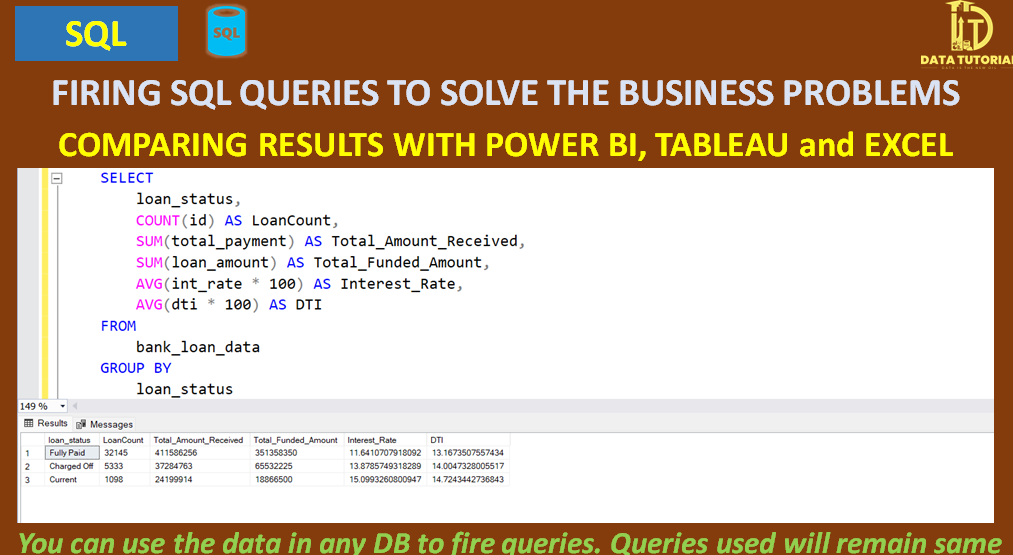 SQL
SQL
DATA TUTORIAL
FIRING SQL QUERIES TO SOLVE THE BUSINESS PROBLEMS
COMPARING RESULTS WITH POWER BI, TABLEAU and EXCEL
SELECT
loan_status,
COUNT(id) AS LoanCount,
SUM(total_payment) AS Total_Amount_Received,
SUM(loan_amount) AS Total_Funded_Amount,
AVG(int_rate * 100) AS Interest_Rate,
AVG(dti * 100) AS DTI
FROM
bank_loan_data
GROUP BY
loan_status
149 %
Results Messages
loan_status LoanCount Total_Amount_Received Total_Funded_Amount Interest_Rate DTI
1 Fully Paid 32145 411586256 351358350 11.6410707918092 13.1673507557434
2 Charged Off 5333 37284763 65532225 13.8785749318289 14.0047328005517
3 Current 1098 24199914 18866500 15.0993260800947 14.7243442736843
You can use the data in any DB to fire queries. Queries used will remain same